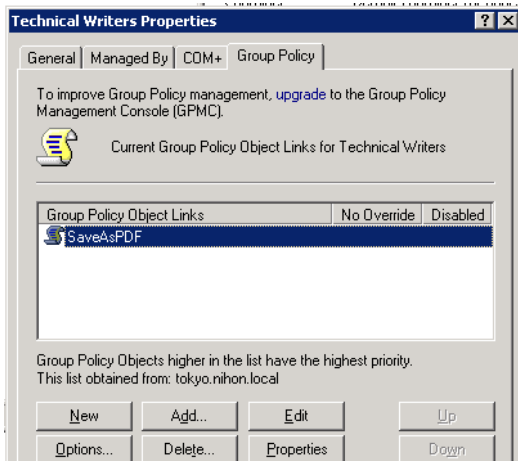 Technical Writers Properties
? X
General Managed By COM+ Group Policy
To improve Group Policy management, upgrade to the Group Policy
Management Console (GPMC).
Current Group Policy Object Links for Technical Writers
Group Policy Object Links No Override Disabled
SaveAsPDF
Group Policy Objects higher in the list have the highest priority.
This list obtained from: tokyo.nihon.local
New Add... Edit Up
Options... Delete... Properties Down